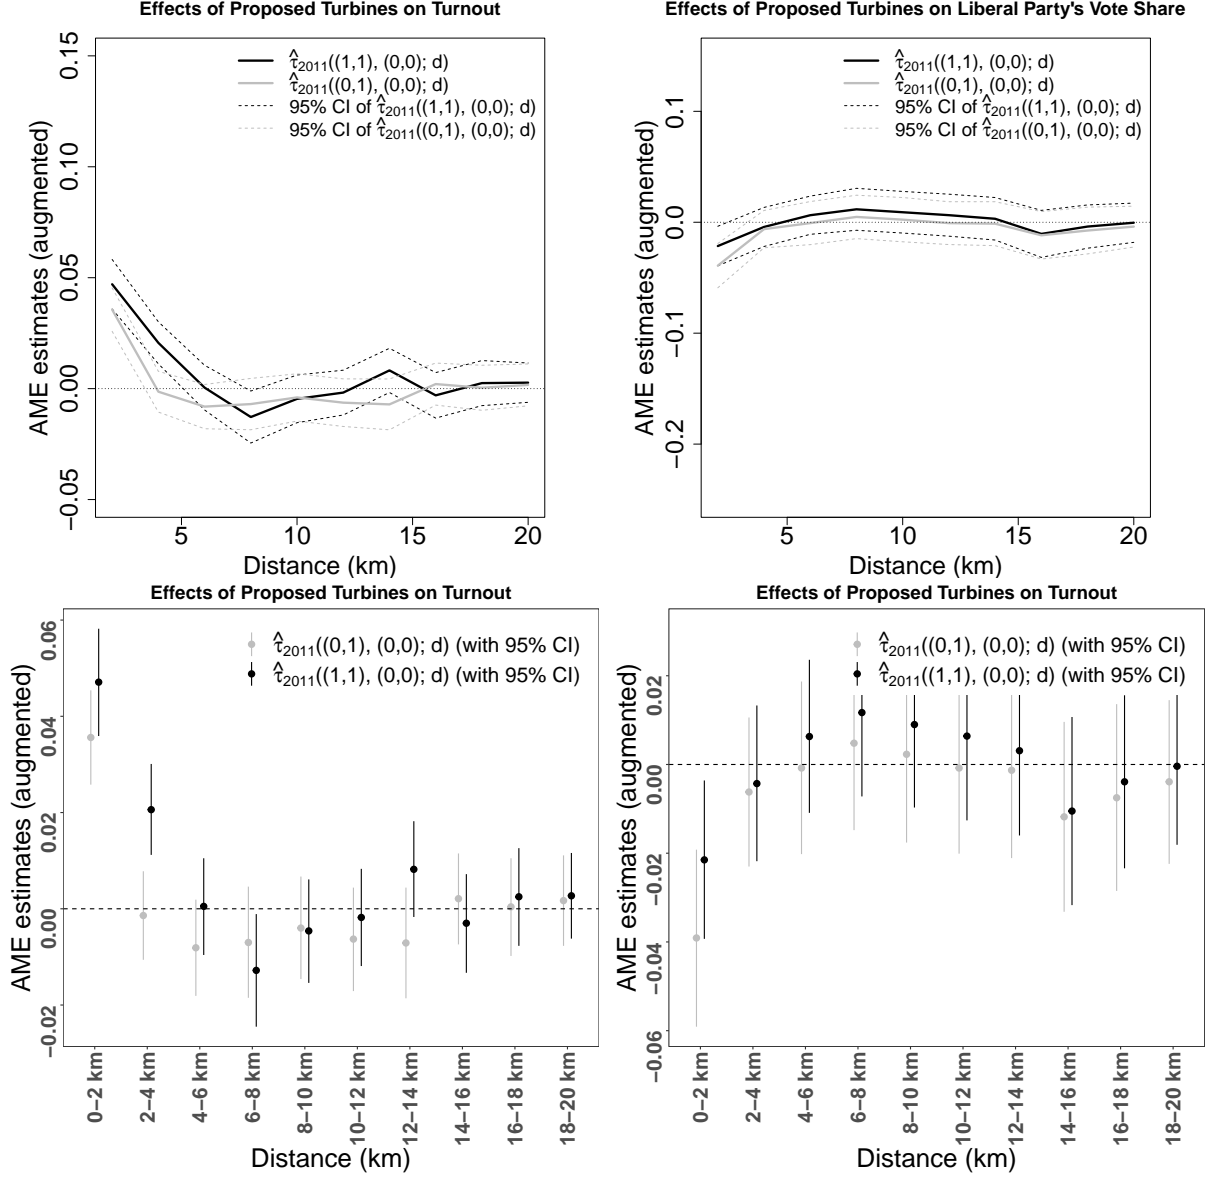 Effects of Proposed Turbines on Turnout
τ̂2011((1,1), (0,0); d)
τ̂2011((0,1), (0,0); d)
95% CI of τ̂2011((1,1), (0,0); d)
95% CI of τ̂2011((0,1), (0,0); d)
AME estimates (augmented)
0.15
0.10
0.05
0.00
−0.05
5 10 15 20
Distance (km)
Effects of Proposed Turbines on Liberal Party's Vote Share
τ̂2011((1,1), (0,0); d)
τ̂2011((0,1), (0,0); d)
95% CI of τ̂2011((1,1), (0,0); d)
95% CI of τ̂2011((0,1), (0,0); d)
AME estimates (augmented)
0.1
0.0
−0.1
−0.2
5 10 15 20
Distance (km)
Effects of Proposed Turbines on Turnout
τ̂2011((0,1), (0,0); d) (with 95% CI)
τ̂2011((1,1), (0,0); d) (with 95% CI)
AME estimates (augmented)
0.06
0.04
0.02
0.00
−0.02
0−2 km
2−4 km
4−6 km
6−8 km
8−10 km
10−12 km
12−14 km
14−16 km
16−18 km
18−20 km
Distance (km)
Effects of Proposed Turbines on Turnout
τ̂2011((0,1), (0,0); d) (with 95% CI)
τ̂2011((1,1), (0,0); d) (with 95% CI)
AME estimates (augmented)
0.02
0.00
−0.02
−0.04
−0.06
0−2 km
2−4 km
4−6 km
6−8 km
8−10 km
10−12 km
12−14 km
14−16 km
16−18 km
18−20 km
Distance (km)